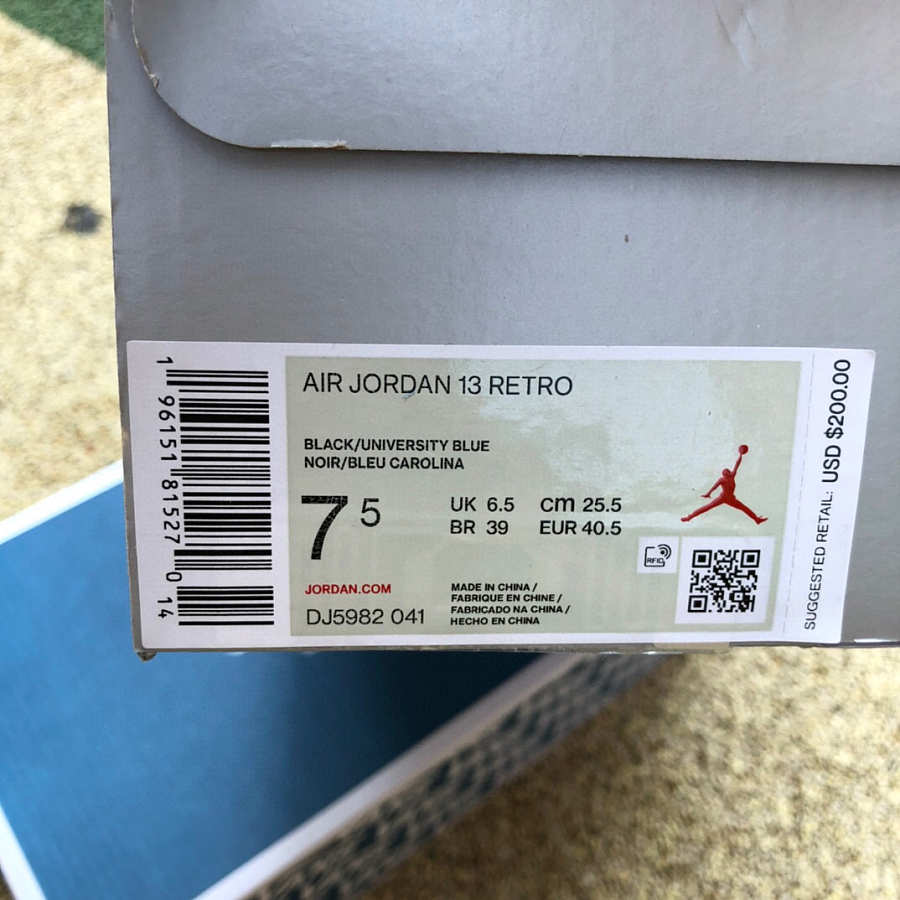 AIR JORDAN 13 RETRO
BLACK/UNIVERSITY BLUE
NOIR/BLEU CAROLINA
7 5
UK 6.5 cm 25.5
BR 39 EUR 40.5
RFID
JORDAN.COM
DJ5982 041
MADE IN CHINA /
FABRIQUE EN CHINE /
FABRICADO NA CHINA /
HECHO EN CHINA
1 96151 81527 0 14
SUGGESTED RETAIL: USD $200.00